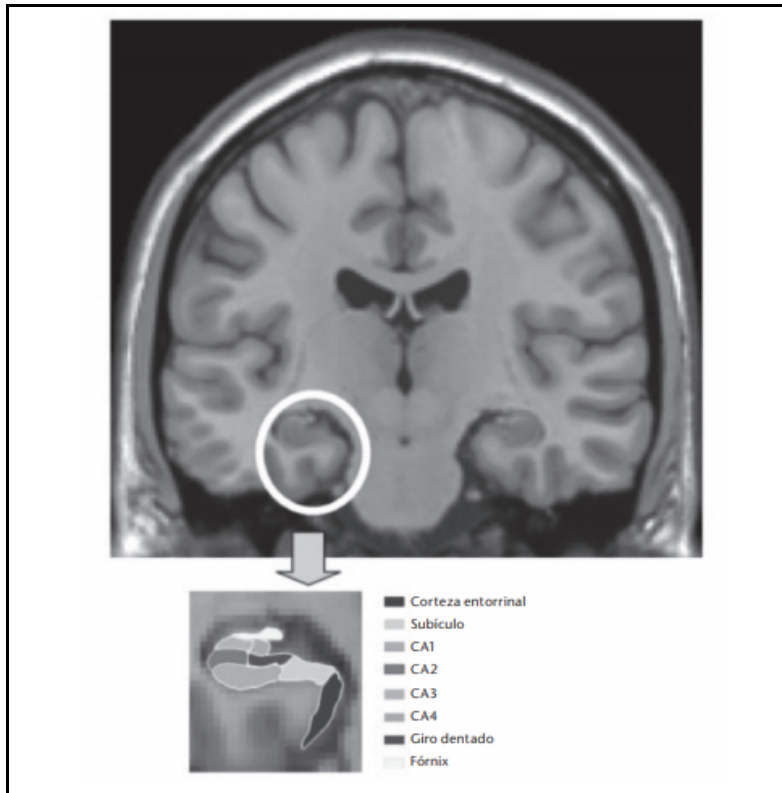 Corteza entorrinal
Subículo
CA1
CA2
CA3
CA4
Giro dentado
Fórnix